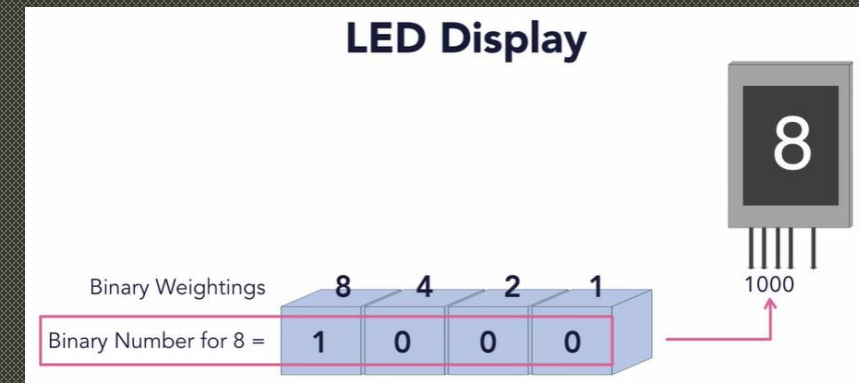 LED Display
8
1000
Binary Weightings 8 4 2 1
Binary Number for 8 = 1 0 0 0